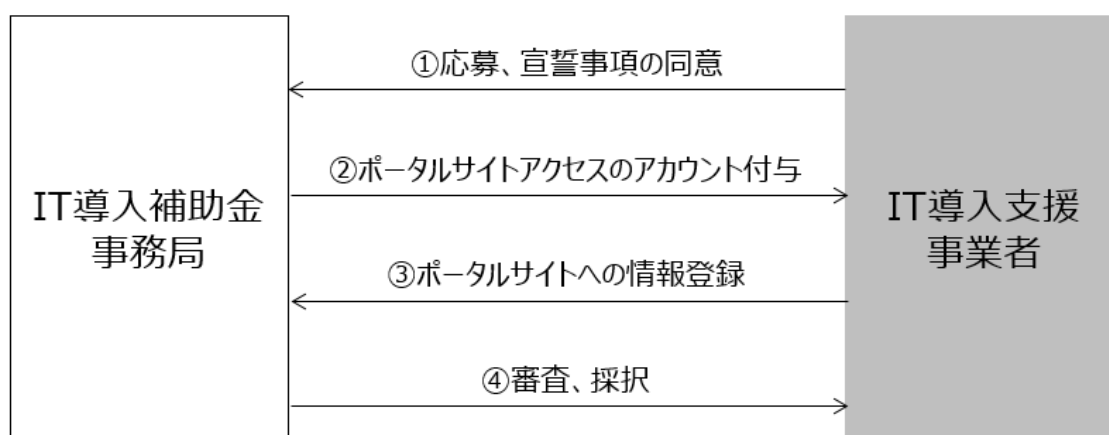 ①応募、宣誓事項の同意
②ポータルサイトアクセスのアカウント付与
IT導入補助金
事務局
IT導入支援
事業者
③ポータルサイトへの情報登録
④審査、採択